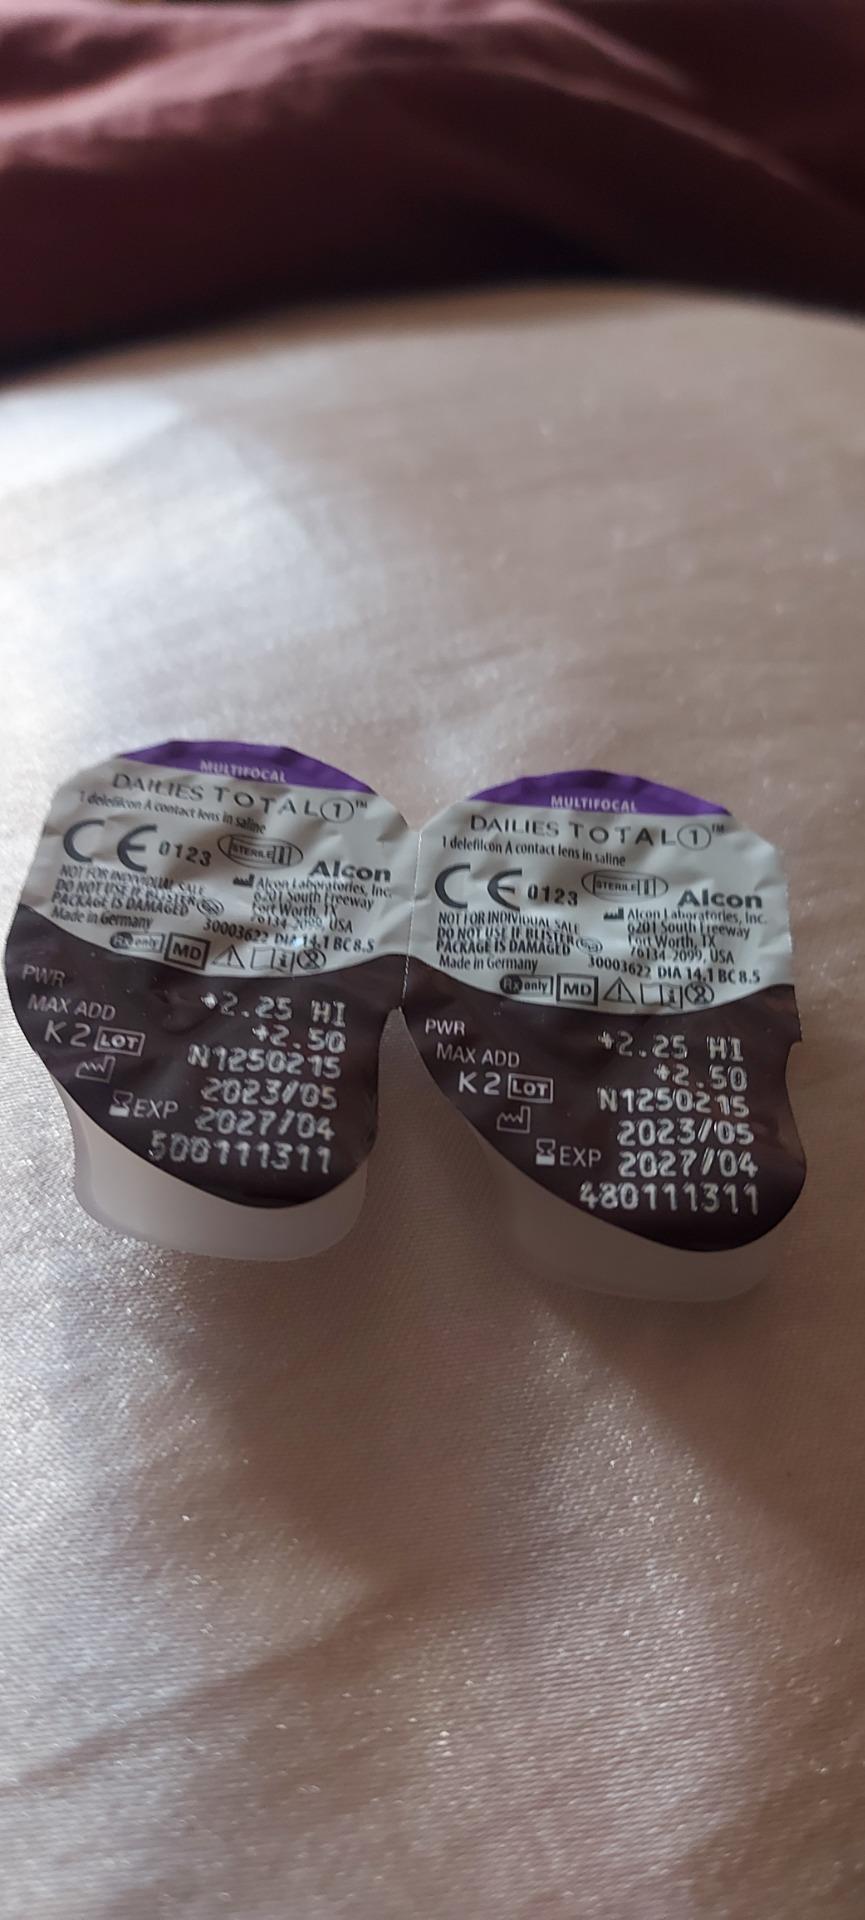 MULTIFOCAL
DAILIES TOTAL1™
1 delefilcon A contact lens in saline
CE 0123 STERILE
Alcon
NOT FOR INDIVIDUAL SALE
DO NOT USE IF BLISTER
PACKAGE IS DAMAGED
Made in Germany
Alcon Laboratories, Inc.
6201 South Freeway
Fort Worth, TX
76134-2099, USA
30003622 DIA 14.1 BC 8.5
Rx only MD
PWR +2.25 HI
MAX ADD +2.50
K2 LOT N1250215
2023/05
EXP 2027/04
500111311
MULTIFOCAL
DAILIES TOTAL1™
1 delefilcon A contact lens in saline
CE 0123 STERILE
Alcon
NOT FOR INDIVIDUAL SALE
DO NOT USE IF BLISTER
PACKAGE IS DAMAGED
Made in Germany
Alcon Laboratories, Inc.
6201 South Freeway
Fort Worth, TX
76134-2099, USA
30003622 DIA 14.1 BC 8.5
Rx only MD
PWR +2.25 HI
MAX ADD +2.50
K2 LOT N1250215
2023/05
EXP 2027/04
480111311